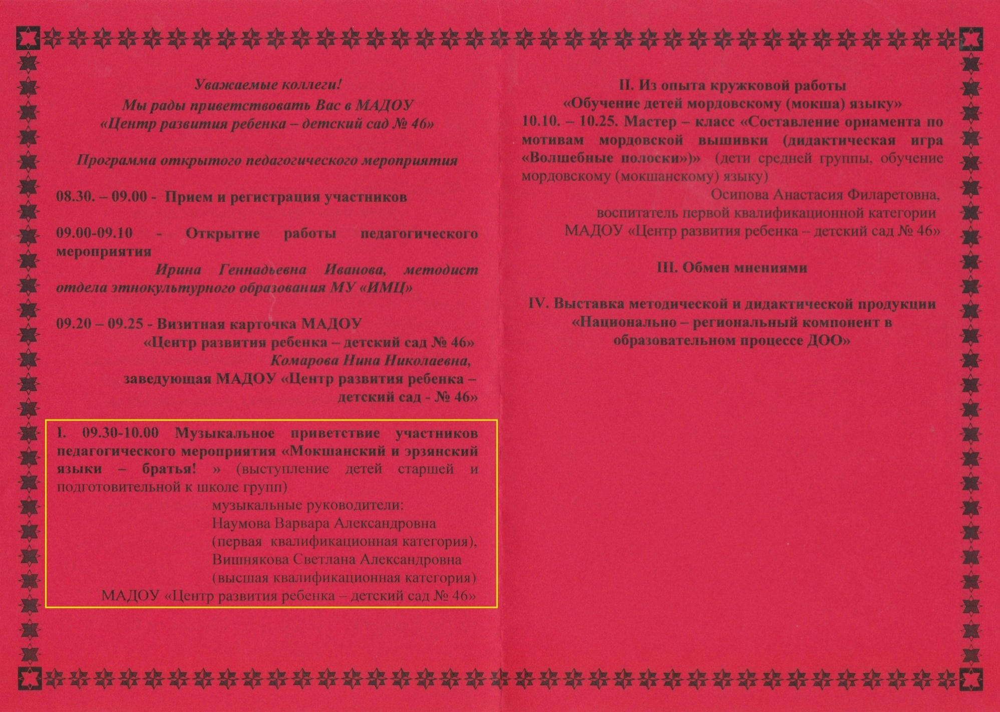 Уважаемые коллеги!
Мы рады приветствовать Вас в МАДОУ
«Центр развития ребенка – детский сад № 46»
Программа открытого педагогического мероприятия
08.30. – 09.00 - Прием и регистрация участников
09.00-09.10 - Открытие работы педагогического
мероприятия
Ирина Геннадьевна Иванова, методист
отдела этнокультурного образования МУ «ИМЦ»
09.20 – 09.25 - Визитная карточка МАДОУ
«Центр развития ребенка – детский сад № 46»
Комарова Нина Николаевна,
заведующая МАДОУ «Центр развития ребенка –
детский сад - № 46»
I. 09.30-10.00 Музыкальное приветствие участников
педагогического мероприятия «Мокшанский и эрзянский
языки – братья! » (выступление детей старшей и
подготовительной к школе групп)
музыкальные руководители:
Наумова Варвара Александровна
(первая квалификационная категория),
Вишнякова Светлана Александровна
(высшая квалификационная категория)
МАДОУ «Центр развития ребенка – детский сад № 46»
II. Из опыта кружковой работы
«Обучение детей мордовскому (мокша) языку»
10.10. – 10.25. Мастер – класс «Составление орнамента по
мотивам мордовской вышивки (дидактическая игра
«Волшебные полоски»)» (дети средней группы, обучение
мордовскому (мокшанскому) языку)
Осипова Анастасия Филаретовна,
воспитатель первой квалификационной категории
МАДОУ «Центр развития ребенка – детский сад № 46»
III. Обмен мнениями
IV. Выставка методической и дидактической продукции
«Национально – региональный компонент в
образовательном процессе ДОО»